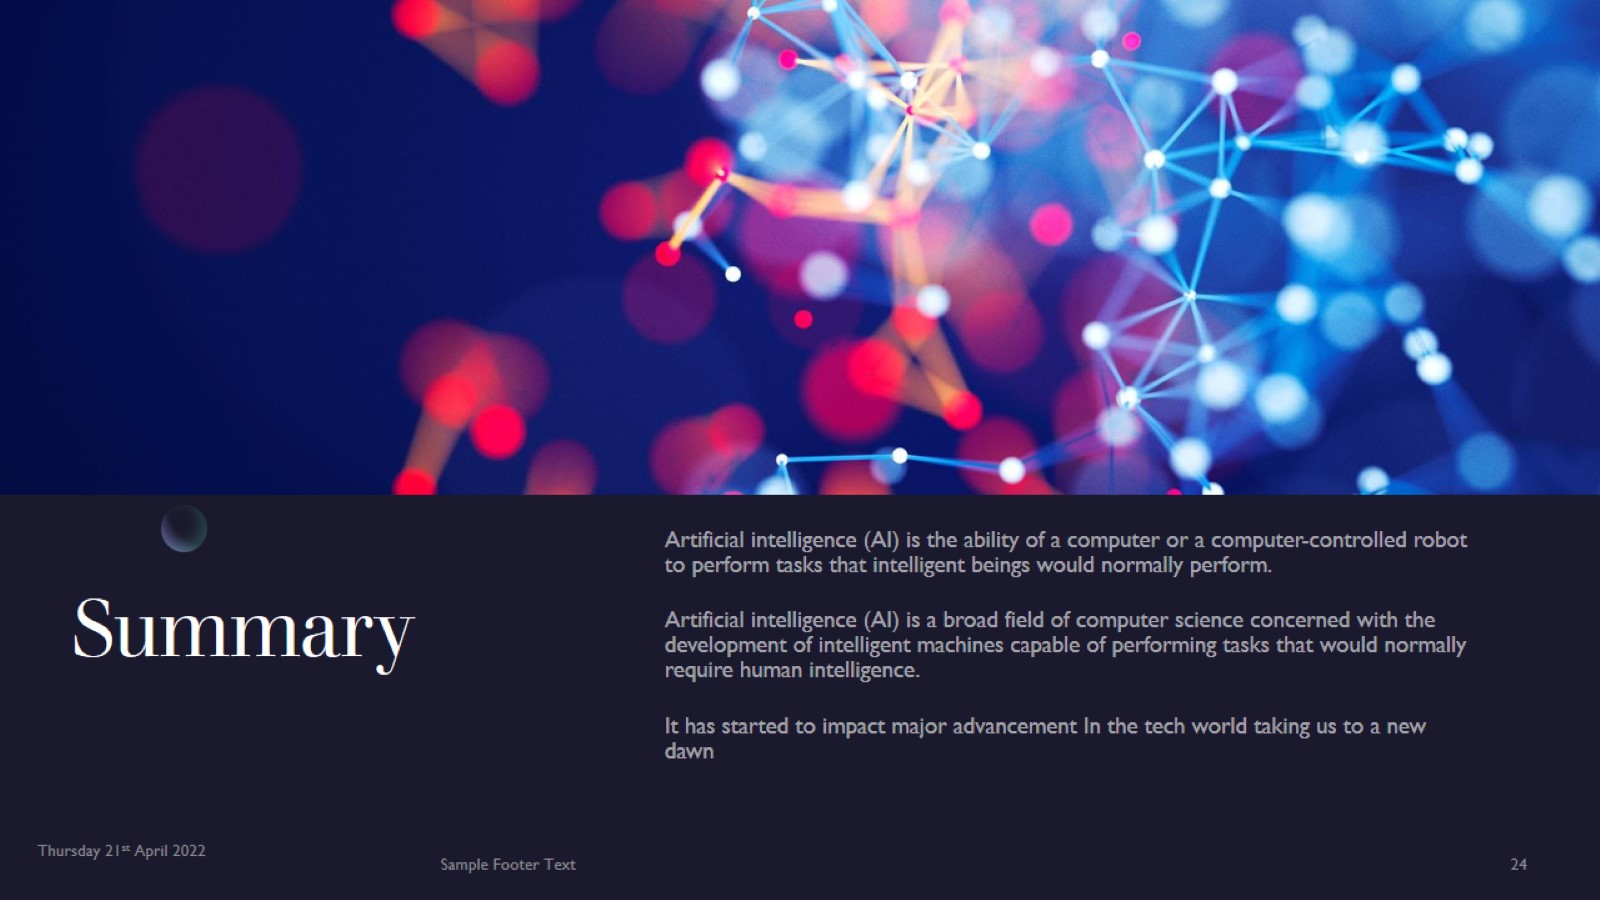 Artificial intelligence (AI) is the ability of a computer or a computer-controlled robot
to perform tasks that intelligent beings would normally perform.
Summary
Artificial intelligence (AI) is a broad field of computer science concerned with the
development of intelligent machines capable of performing tasks that would normally
require human intelligence.
It has started to impact major advancement In the tech world taking us to a new
dawn
Thursday 21st April 2022
Sample Footer Text
24